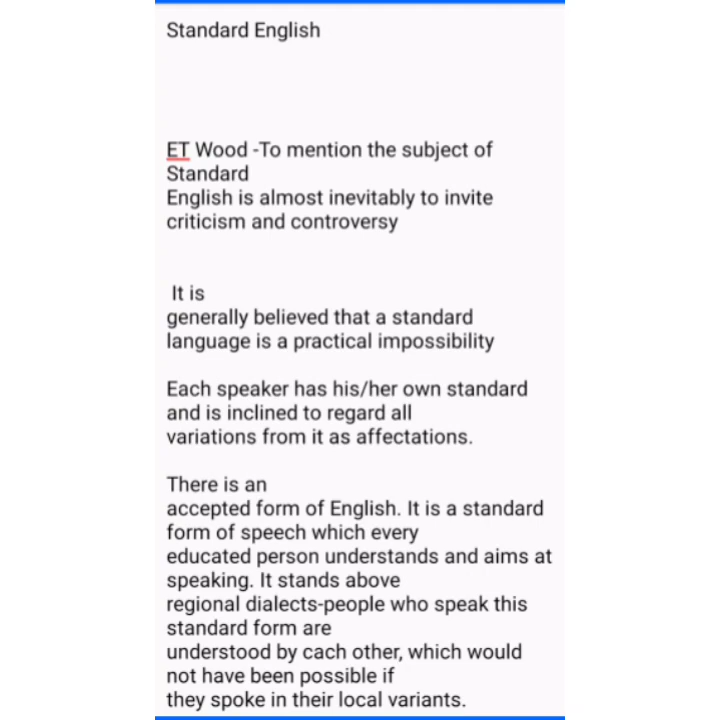 Standard English
ET Wood -To mention the subject of
Standard
English is almost inevitably to invite
criticism and controversy
It is
generally believed that a standard
language is a practical impossibility
Each speaker has his/her own standard
and is inclined to regard all
variations from it as affectations.
There is an
accepted form of English. It is a standard
form of speech which every
educated person understands and aims at
speaking. It stands above
regional dialects-people who speak this
standard form are
understood by cach other, which would
not have been possible if
they spoke in their local variants.